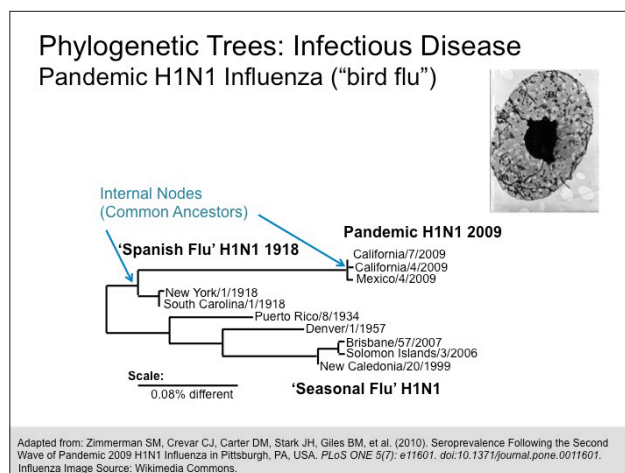 Phylogenetic Trees: Infectious Disease
Pandemic H1N1 Influenza (“bird flu”)
Internal Nodes
(Common Ancestors)
Pandemic H1N1 2009
‘Spanish Flu’ H1N1 1918
California/7/2009
California/4/2009
Mexico/4/2009
New York/1/1918
South Carolina/1/1918
Puerto Rico/8/1934
Denver/1/1957
Brisbane/57/2007
Solomon Islands/3/2006
New Caledonia/20/1999
Scale:
0.08% different
‘Seasonal Flu’ H1N1
Adapted from: Zimmerman SM, Crevar CJ, Carter DM, Stark JH, Giles BM, et al. (2010). Seroprevalence Following the Second
Wave of Pandemic 2009 H1N1 Influenza in Pittsburgh, PA, USA. PLoS ONE 5(7): e11601. doi:10.1371/journal.pone.0011601.
Influenza Image Source: Wikimedia Commons.